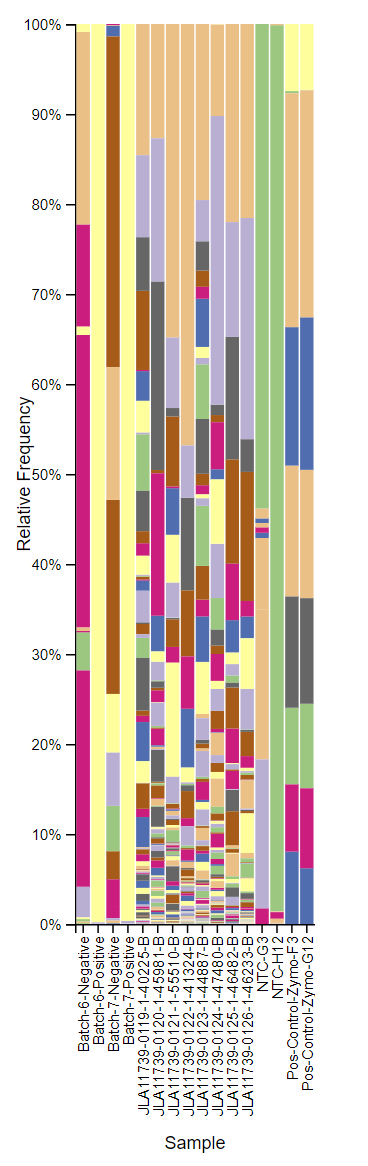 100%
90%
80%
70%
60%
50%
40%
30%
20%
10%
0%
Relative Frequency
Batch-6-Negative
Batch-6-Positive
Batch-7-Negative
Batch-7-Positive
JLA11739-0119-1-40225-B
JLA11739-0120-1-45981-B
JLA11739-0121-1-55510-B
JLA11739-0122-1-41324-B
JLA11739-0123-1-44887-B
JLA11739-0124-1-47480-B
JLA11739-0125-1-46482-B
JLA11739-0126-1-46233-B
NTC-G3
NTC-H12
Pos-Control-Zymo-F3
Pos-Control-Zymo-G12
Sample